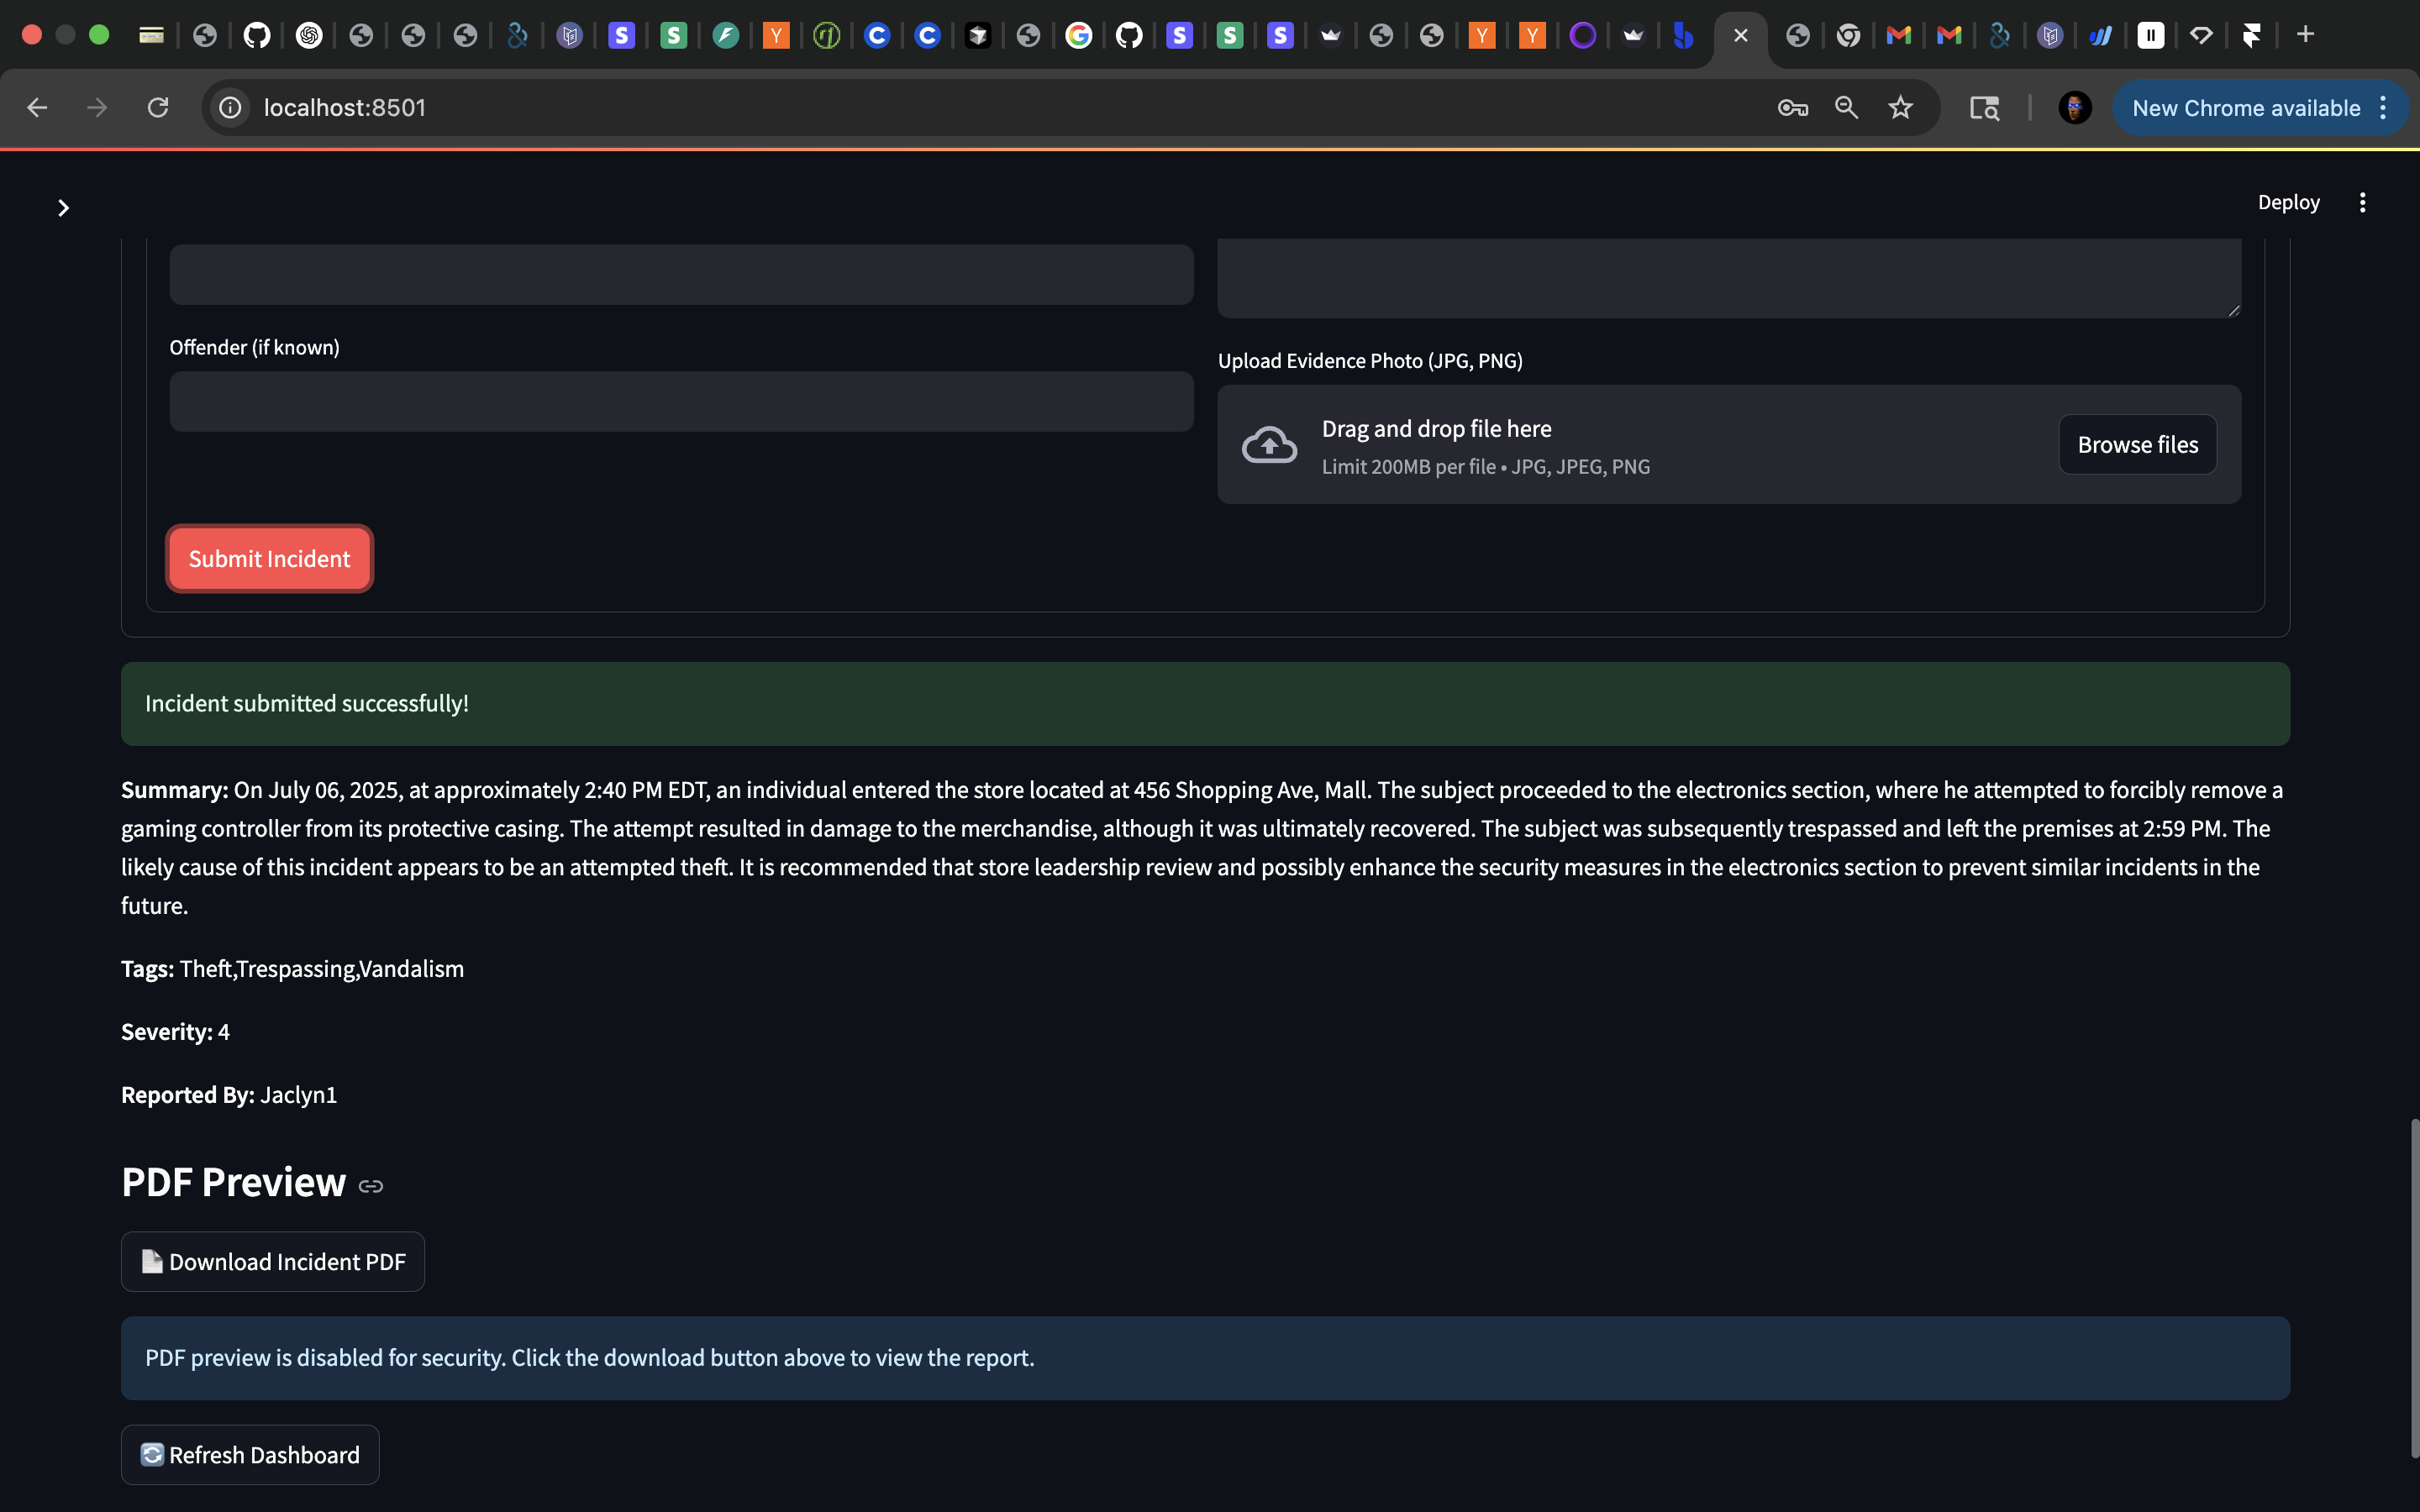 localhost:8501
New Chrome available
Deploy
Offender (if known)
Upload Evidence Photo (JPG, PNG)
Drag and drop file here
Limit 200MB per file • JPG, JPEG, PNG
Browse files
Submit Incident
Incident submitted successfully!
Summary: On July 06, 2025, at approximately 2:40 PM EDT, an individual entered the store located at 456 Shopping Ave, Mall. The subject proceeded to the electronics section, where he attempted to forcibly remove a
gaming controller from its protective casing. The attempt resulted in damage to the merchandise, although it was ultimately recovered. The subject was subsequently trespassed and left the premises at 2:59 PM. The
likely cause of this incident appears to be an attempted theft. It is recommended that store leadership review and possibly enhance the security measures in the electronics section to prevent similar incidents in the
future.
Tags: Theft,Trespassing,Vandalism
Severity: 4
Reported By: Jaclyn1
PDF Preview
Download Incident PDF
PDF preview is disabled for security. Click the download button above to view the report.
Refresh Dashboard